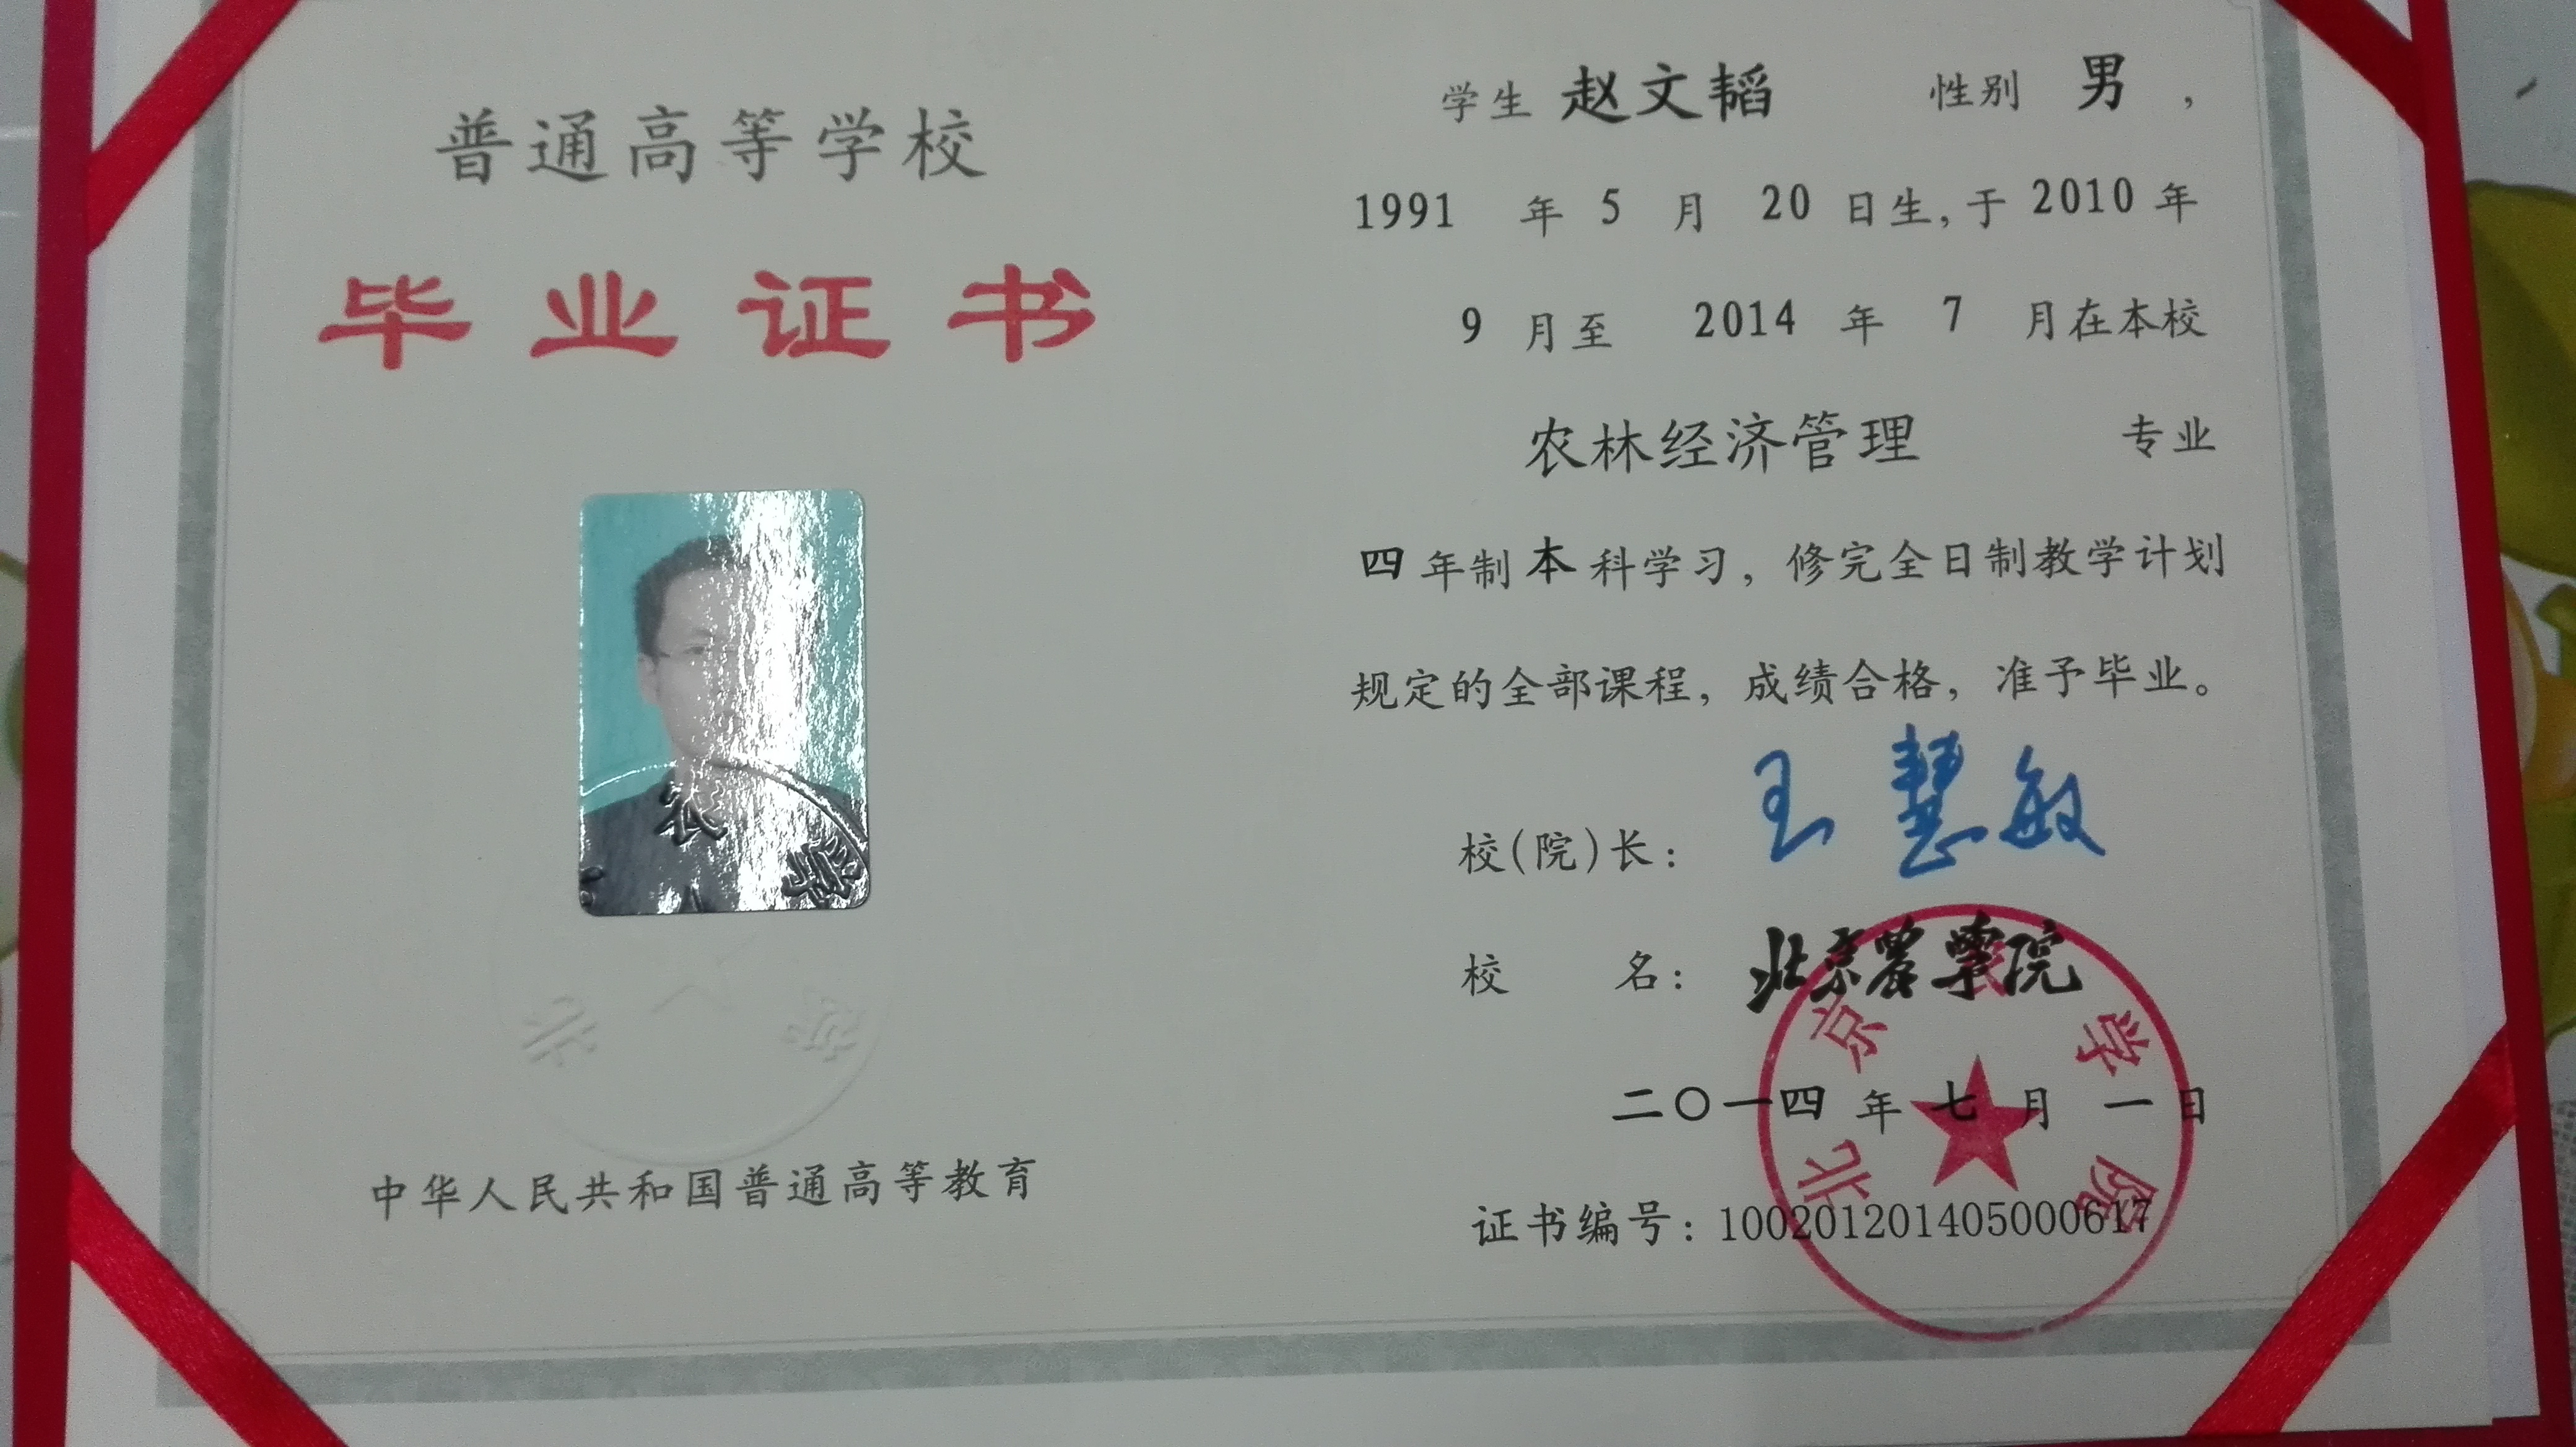 普通高等学校
毕业证书
农
学
北
京
中华人民共和国普通高等教育
学生 赵文韬 性别 男，
1991 年 5 月 20 日生，于 2010 年
9 月至 2014 年 7 月在本校
农林经济管理 专业
四年制本科学习，修完全日制教学计划
规定的全部课程，成绩合格，准予毕业。
校(院)长： 王慧敏
校 名： 北京农学院
北京学院
二〇一四年七月一日
证书编号：100201201405000617